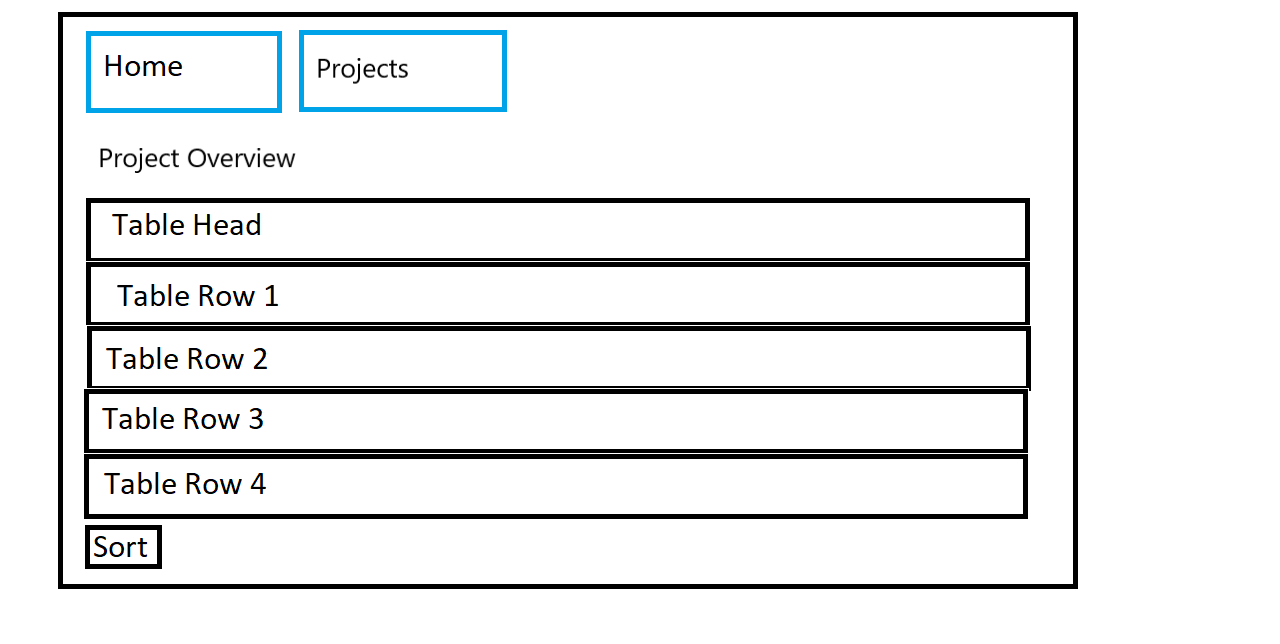 Home
Projects
Project Overview
Table Head
Table Row 1
Table Row 2
Table Row 3
Table Row 4
Sort